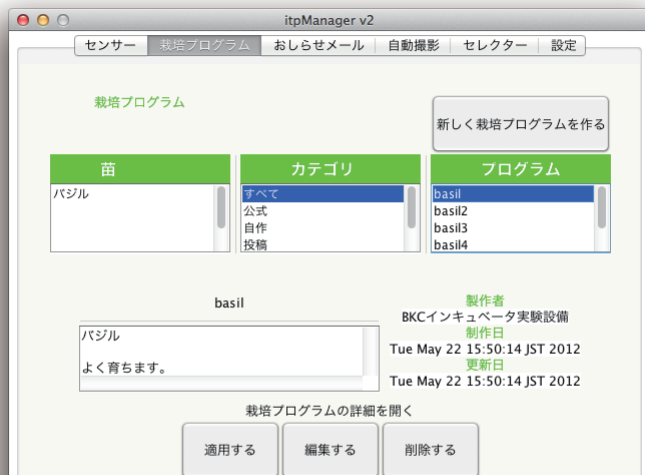 itpManager v2
センサー 栽培プログラム おしらせメール 自動撮影 セレクター 設定
栽培プログラム
新しく栽培プログラムを作る
苗 カテゴリ プログラム
バジル すべて basil
公式 basil2
自作 basil3
投稿 basil4
basil
製作者
BKCインキュベータ実験設備
バジル
制作日
Tue May 22 15:50:14 JST 2012
よく育ちます。
更新日
Tue May 22 15:50:14 JST 2012
栽培プログラムの詳細を開く
適用する 編集する 削除する